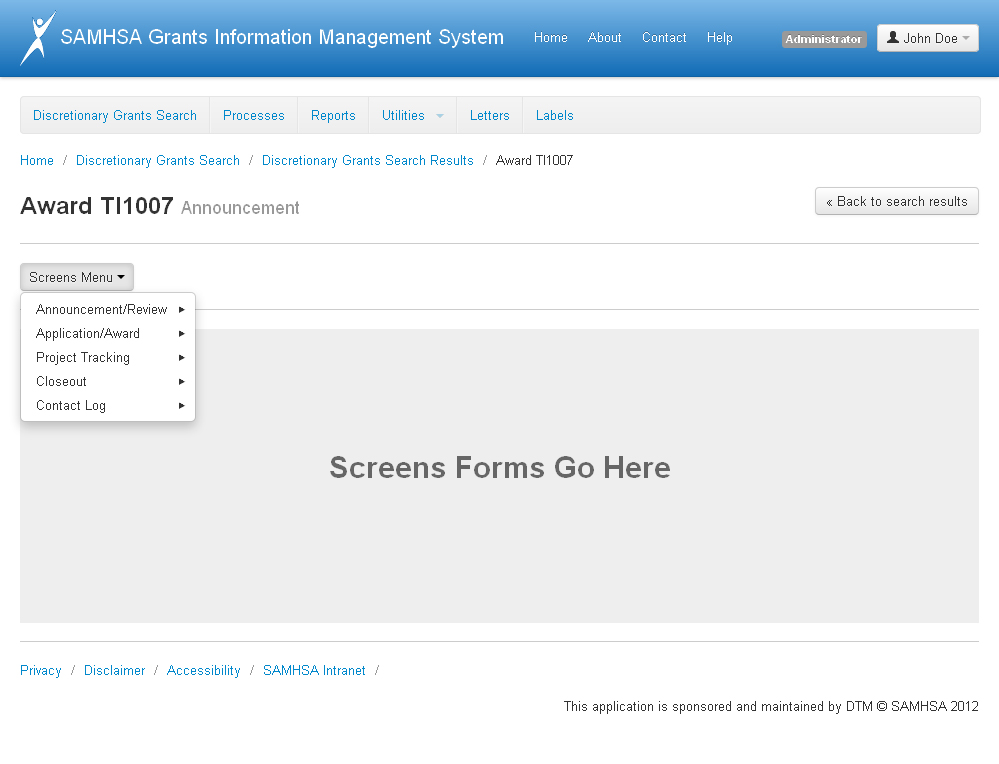 SAMHSA Grants Information Management System Home About Contact Help Administrator John Doe
Discretionary Grants Search Processes Reports Utilities Letters Labels
Home / Discretionary Grants Search / Discretionary Grants Search Results / Award TI1007
Award TI1007 Announcement
« Back to search results
Screens Menu
Announcement/Review
Application/Award
Project Tracking
Closeout
Contact Log
Screens Forms Go Here
Privacy / Disclaimer / Accessibility / SAMHSA Intranet /
This application is sponsored and maintained by DTM © SAMHSA 2012